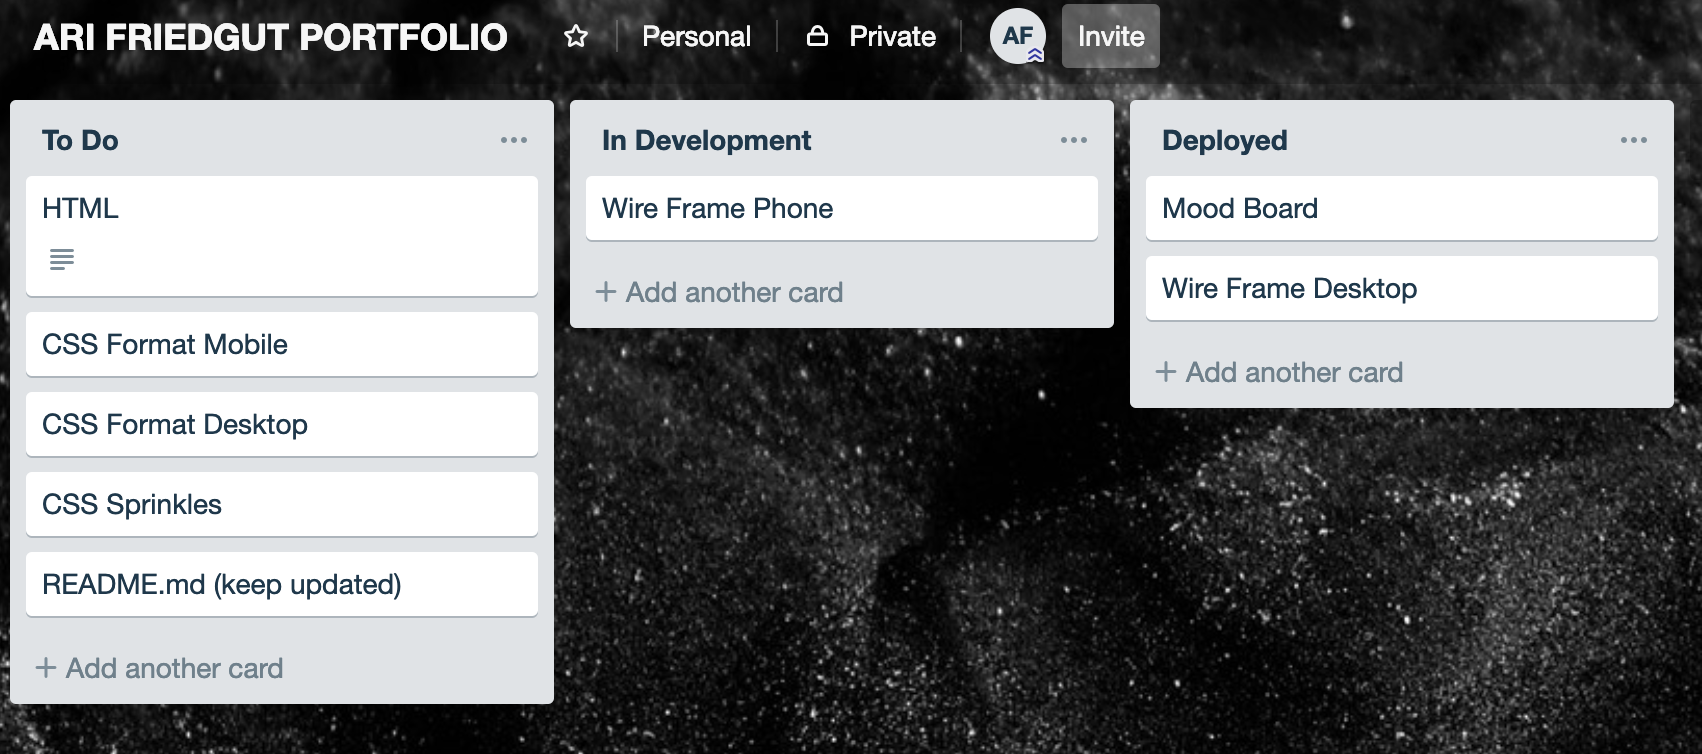 ARI FRIEDGUT PORTFOLIO Personal Private AF Invite
To Do
HTML
CSS Format Mobile
CSS Format Desktop
CSS Sprinkles
README.md (keep updated)
+ Add another card
In Development
Wire Frame Phone
+ Add another card
Deployed
Mood Board
Wire Frame Desktop
+ Add another card